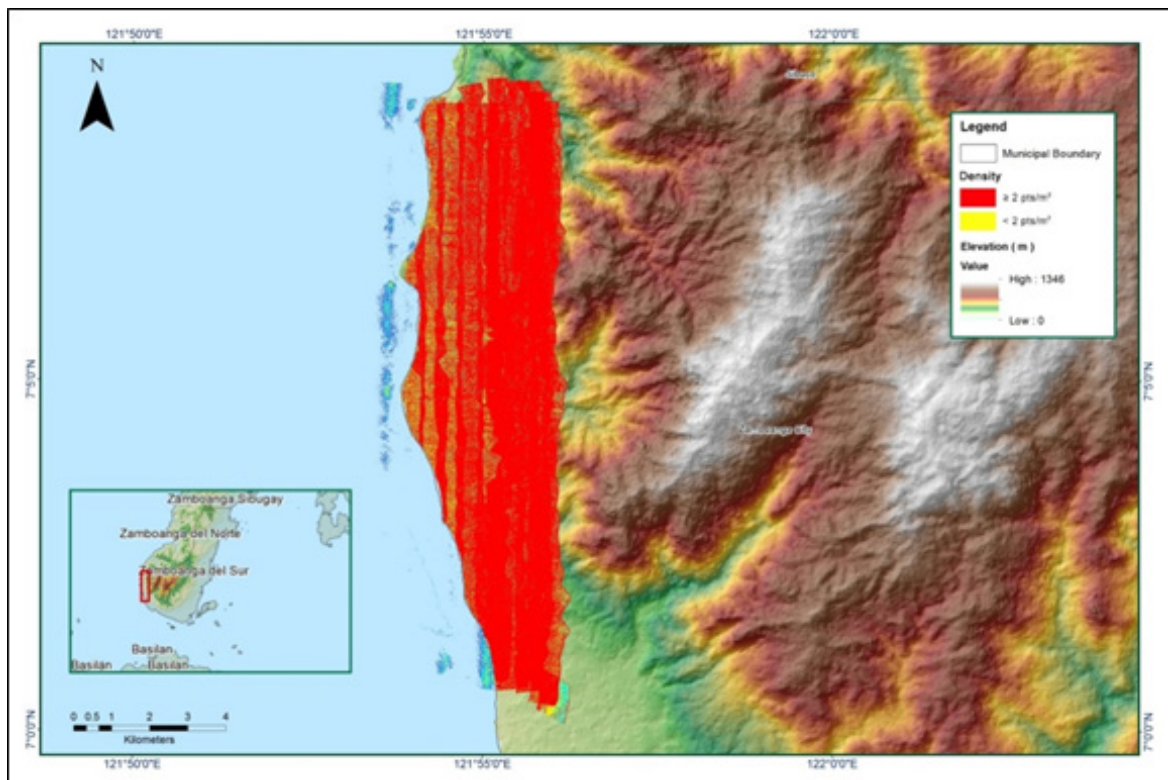 121°50'0"E 121°55'0"E 122°0'0"E
N
Sibuco
Legend
Municipal Boundary
Density
≥ 2 pts/m²
< 2 pts/m²
Elevation ( m )
Value
High : 1346
Low : 0
7°5'0"N 7°5'0"N
Zamboanga City
Zamboanga Sibugay
Zamboanga del Norte
Zamboanga del Sur
Basilan
Basilan Basilan
0 0.5 1 2 3 4
Kilometers
7°0'0"N 7°0'0"N
121°50'0"E 121°55'0"E 122°0'0"E